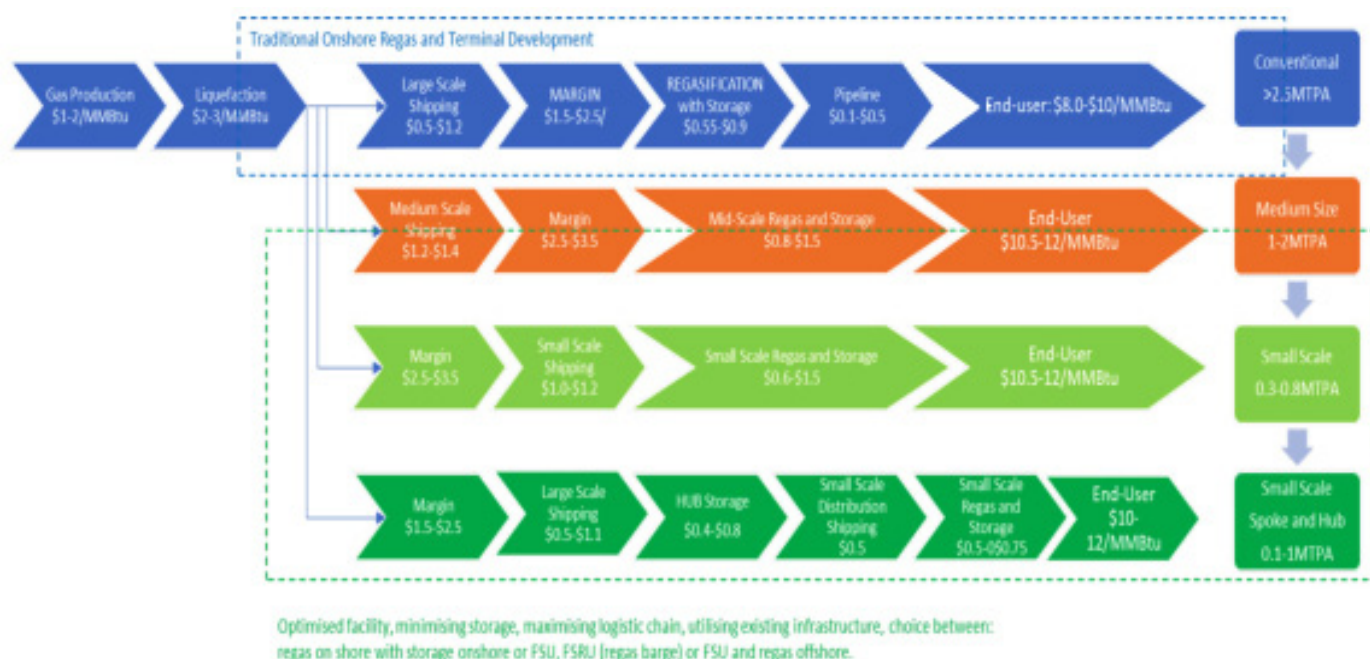 Traditional Onshore Regas and Terminal Development
Gas Production
$1-2/MMBtu
Liquefaction
$2-3/MMBtu
Large Scale
Shipping
$0.5-$1.2
MARGIN
$1.5-$2.5/
REGASIFICATION
with Storage
$0.55-$0.9
Pipeline
$0.1-$0.5
End-user: $8.0-$10/MMBtu
Conventional
>2.5MTPA
Medium Scale
Shipping
$1.2-$1.4
Margin
$2.5-$3.5
Mid-Scale Regas and Storage
$0.8-$1.5
End-User
$10.5-12/MMBtu
Medium Size
1-2MTPA
Margin
$2.5-$3.5
Small Scale
Shipping
$1.0-$1.2
Small Scale Regas and Storage
$0.6-$1.5
End-User
$10.5-12/MMBtu
Small Scale
0.3-0.8MTPA
Margin
$1.5-$2.5
Large Scale
Shipping
$0.5-$1.1
HUB Storage
$0.4-$0.8
Small Scale
Distribution
Shipping
$0.5
Small Scale
Regas and
Storage
$0.5-0$0.75
End-User
$10-
12/MMBtu
Small Scale
Spoke and Hub
0.1-1MTPA
Optimised facility, minimising storage, maximising logistic chain, utilising existing infrastructure, choice between:
regas on shore with storage onshore or FSU, FSRU (regas barge) or FSU and regas offshore.